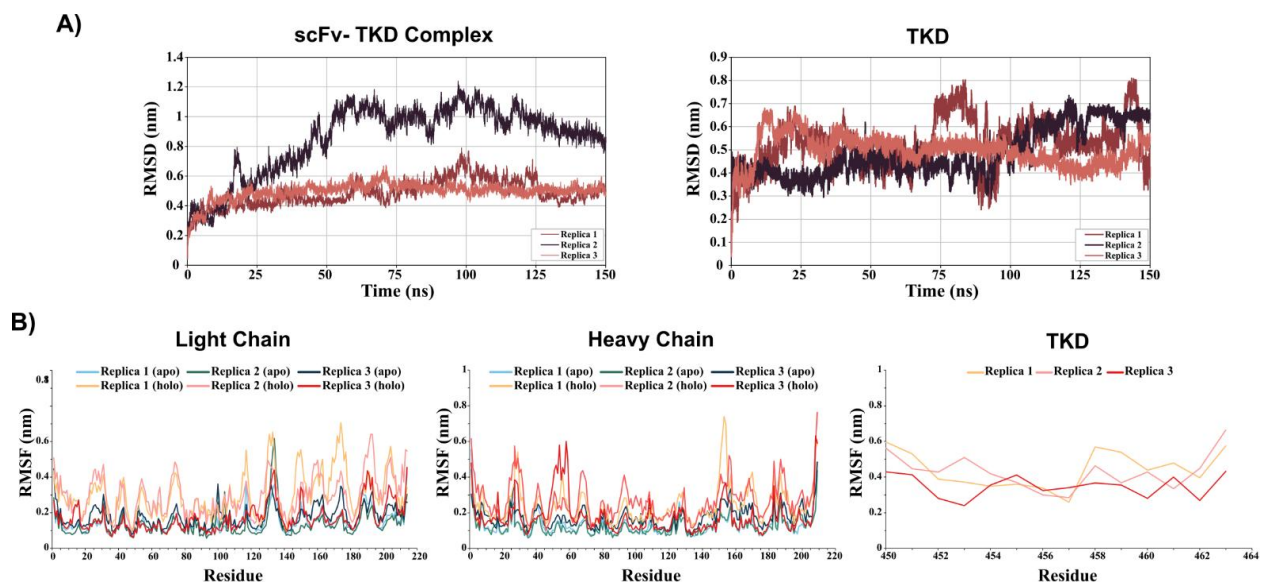 A)
scFv- TKD Complex
RMSD (nm)
1.4
1.2
1
0.8
0.6
0.4
0.2
0
0 25 50 75 100 125 150
Time (ns)
Replica 1
Replica 2
Replica 3
TKD
RMSD (nm)
0.9
0.8
0.7
0.6
0.5
0.4
0.3
0.2
0.1
0
0 25 50 75 100 125 150
Time (ns)
Replica 1
Replica 2
Replica 3
B)
Light Chain
Replica 1 (apo) Replica 2 (apo) Replica 3 (apo)
Replica 1 (holo) Replica 2 (holo) Replica 3 (holo)
RMSF (nm)
0.6
0.4
0.2
0
0 20 40 60 80 100 120 140 160 180 200 220
Residue
Heavy Chain
Replica 1 (apo) Replica 2 (apo) Replica 3 (apo)
Replica 1 (holo) Replica 2 (holo) Replica 3 (holo)
RMSF (nm)
1
0.8
0.6
0.4
0.2
0
0 20 40 60 80 100 120 140 160 180 200 220
Residue
TKD
Replica 1 Replica 2 Replica 3
RMSF (nm)
1
0.8
0.6
0.4
0.2
0
450 452 454 456 458 460 462 464
Residue